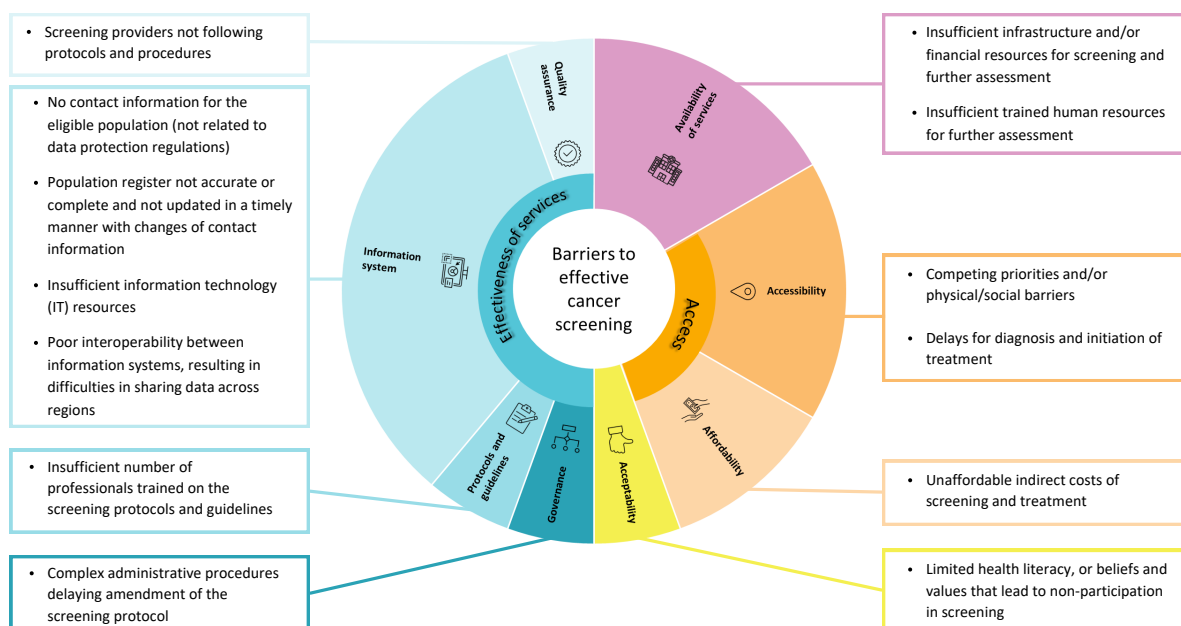 • Screening providers not following
protocols and procedures
• No contact information for the
eligible population (not related to
data protection regulations)
• Population register not accurate or
complete and not updated in a timely
manner with changes of contact
information
• Insufficient information technology
(IT) resources
• Poor interoperability between
information systems, resulting in
difficulties in sharing data across
regions
• Insufficient number of
professionals trained on the
screening protocols and guidelines
• Complex administrative procedures
delaying amendment of the
screening protocol
Quality
assurance
Information
system
Protocols and
guidelines
Governance
Effectiveness of services
Barriers to
effective
cancer
screening
Access
Availability
of services
Accessibility
Affordability
Acceptability
• Insufficient infrastructure and/or
financial resources for screening and
further assessment
• Insufficient trained human resources
for further assessment
• Competing priorities and/or
physical/social barriers
• Delays for diagnosis and initiation of
treatment
• Unaffordable indirect costs of
screening and treatment
• Limited health literacy, or beliefs and
values that lead to non-participation
in screening